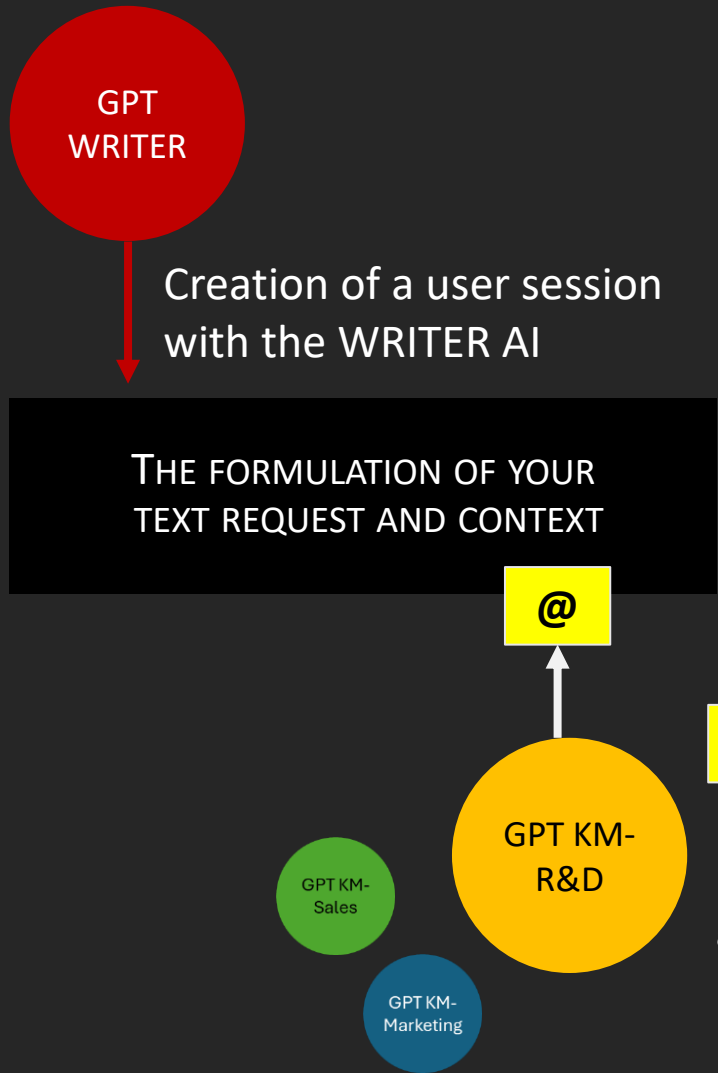 GPT
WRITER
Creation of a user session
with the WRITER AI
THE FORMULATION OF YOUR
TEXT REQUEST AND CONTEXT
@
GPT KM-
R&D
GPT KM-
Sales
GPT KM-
Marketing